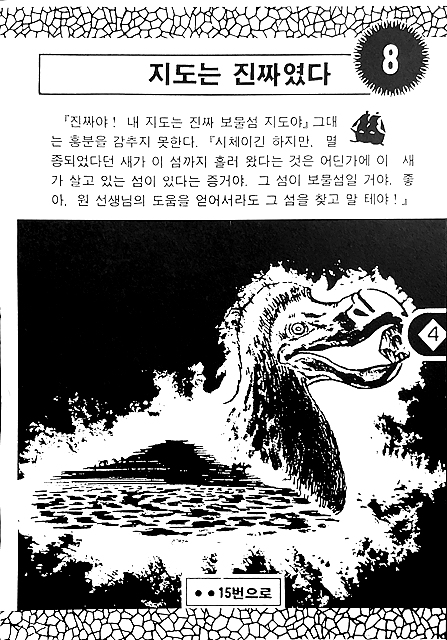 8
지도는 진짜였다
『진짜야! 내 지도는 진짜 보물섬 지도야』 그대
는 흥분을 감추지 못한다. 『시체이긴 하지만, 멸
종되었다던 새가 이 섬까지 흘러 왔다는 것은 어딘가에 이 새
가 살고 있는 섬이 있다는 증거야. 그 섬이 보물섬일 거야. 좋
아, 원 선생님의 도움을 얻어서라도 그 섬을 찾고 말 테야!』
4
●●15번으로